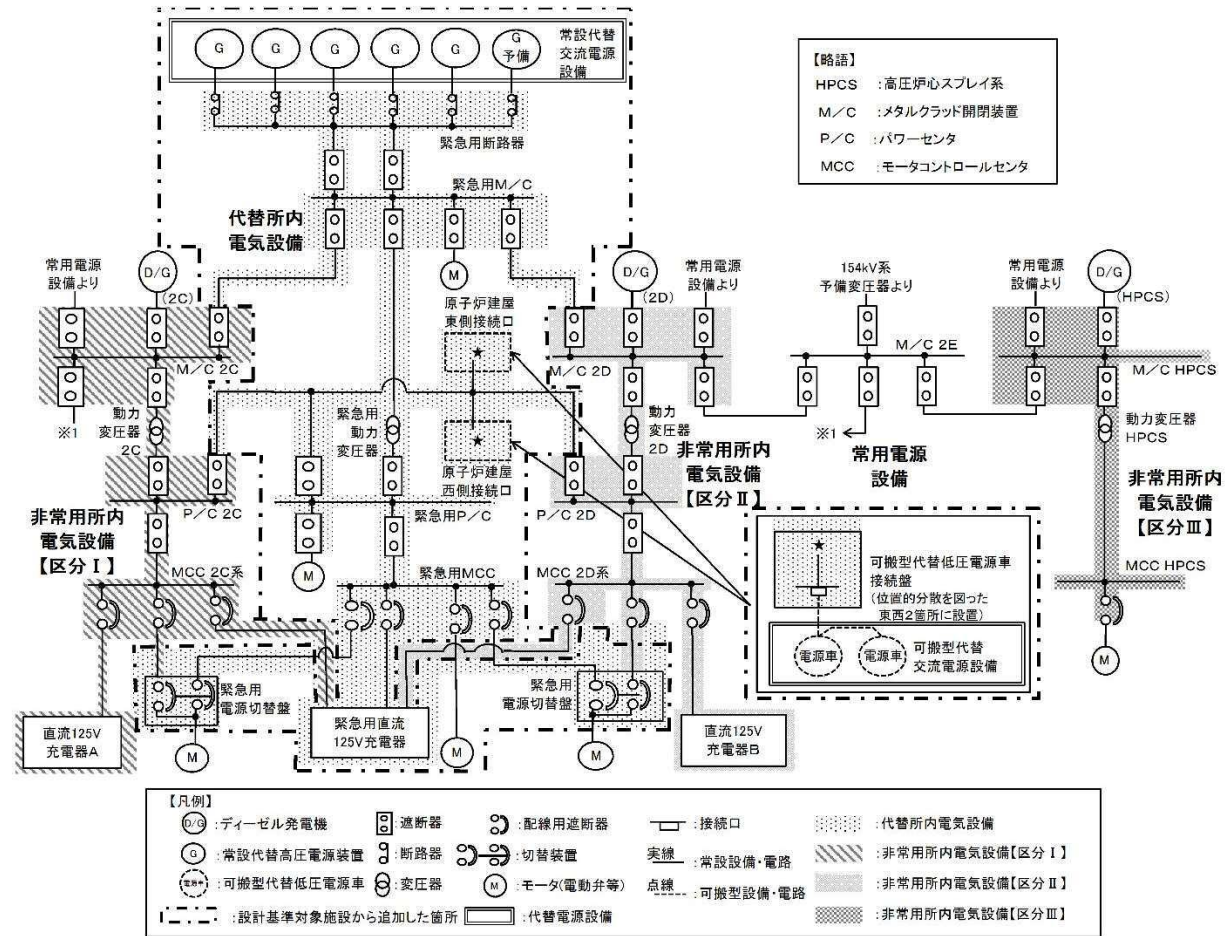 G
G
G
G
G
G
予備
常設代替
交流電源
設備
緊急用断路器
緊急用M/C
代替所内
電気設備
【略語】
HPCS :高圧炉心スプレイ系
M/C :メタルクラッド開閉装置
P/C :パワーセンタ
MCC :モータコントロールセンタ
常用電源
設備より
D/G
(2C)
M
原子炉建屋
東側接続口
★
D/G
(2D)
常用電源
設備より
154kV系
予備変圧器より
常用電源
設備より
D/G
(HPCS)
M/C 2C
M/C 2D
M/C 2E
M/C HPCS
※1
動力
変圧器
2C
緊急用
動力
変圧器
★
原子炉建屋
西側接続口
動力
変圧器
2D
※1
常用電源
設備
動力変圧器
HPCS
非常用所内
電気設備
【区分Ⅱ】
非常用所内
電気設備
【区分Ⅲ】
P/C 2C
緊急用P/C
P/C 2D
非常用所内
電気設備
【区分Ⅰ】
M
MCC 2C系
緊急用MCC
MCC 2D系
MCC HPCS
★
可搬型代替低圧電源車
接続盤
(位置的分散を図った
東西2箇所に設置)
電源車
電源車
可搬型代替
交流電源設備
M
緊急用
電源切替盤
緊急用
電源切替盤
直流125V
充電器A
M
緊急用直流
125V充電器
M
M
直流125V
充電器B
【凡例】
D/G :ディーゼル発電機
:遮断器
:配線用遮断器
:接続口
:代替所内電気設備
G :常設代替高圧電源装置
:断路器
:切替装置
実線 :常設設備・電路
:非常用所内電気設備【区分Ⅰ】
電源車 :可搬型代替低圧電源車
:変圧器
M :モータ(電動弁等)
点線 :可搬型設備・電路
:非常用所内電気設備【区分Ⅱ】
:設計基準対象施設から追加した箇所
:代替電源設備
:非常用所内電気設備【区分Ⅲ】